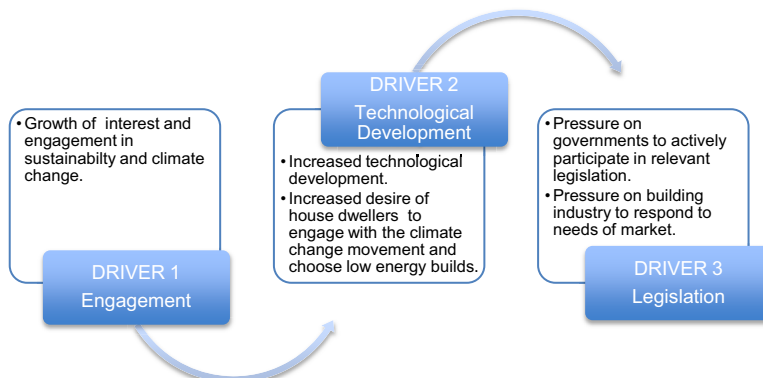 • Growth of interest and
engagement in
sustainabilty and climate
change.
DRIVER 1
Engagement
DRIVER 2
Technological
Development
• Increased technological
development.
• Increased desire of
house dwellers to
engage with the climate
change movement and
choose low energy builds.
• Pressure on
governments to actively
participate in relevant
legislation.
• Pressure on building
industry to respond to
needs of market.
DRIVER 3
Legislation